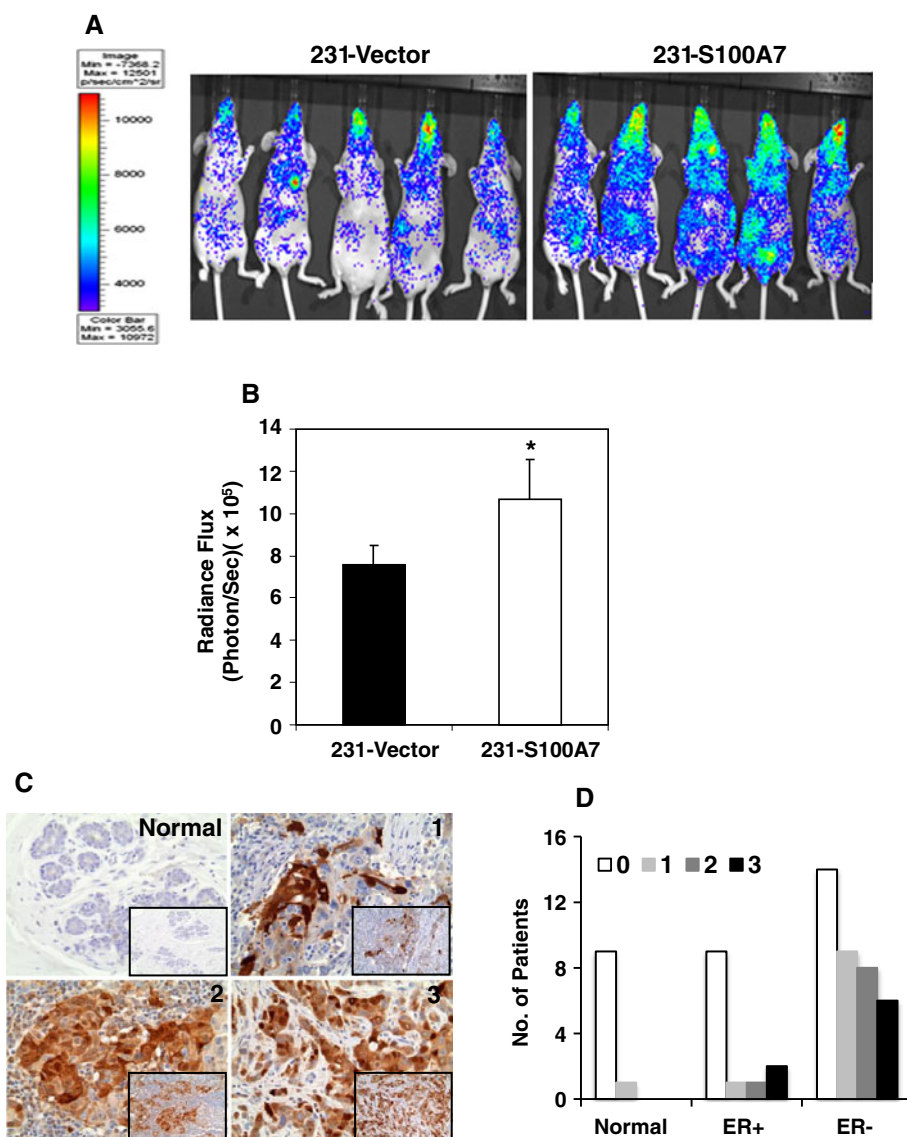 A
231-Vector
231-S100A7
Image
Min = -7368.2
Max = 12501
p/sec/cm^2/sr
10000
8000
6000
4000
Color Bar
Min = 3055.6
Max = 10972
B
Radiance Flux
(Photon/Sec)( x 10⁵)
14
12
10
8
6
4
2
0
*
231-Vector
231-S100A7
C
Normal
1
2
3
D
No. of Patients
16
12
8
4
0
0 1 2 3
Normal
ER+
ER-